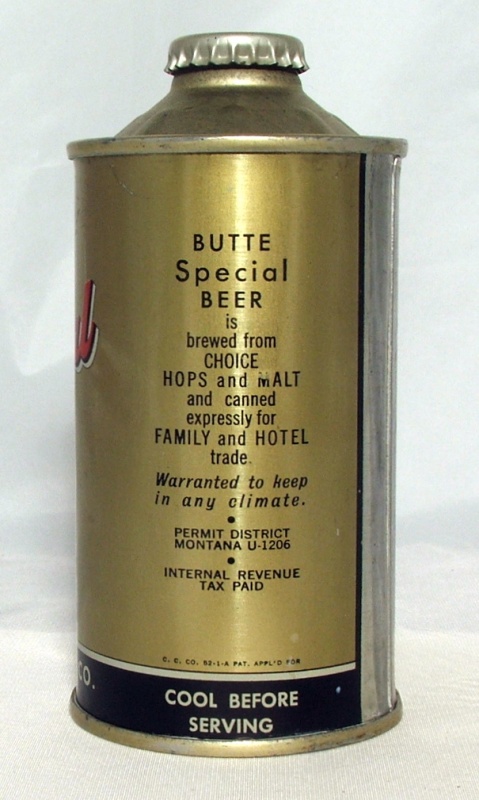 BUTTE
Special
BEER
is
brewed from
CHOICE
HOPS and MALT
and canned
expressly for
FAMILY and HOTEL
trade.
Warranted to keep
in any climate.
•
PERMIT DISTRICT
MONTANA U-1206
•
INTERNAL REVENUE
TAX PAID
C. C. CO. 52-1-A PAT. APPL'D FOR
CO.
COOL BEFORE
SERVING